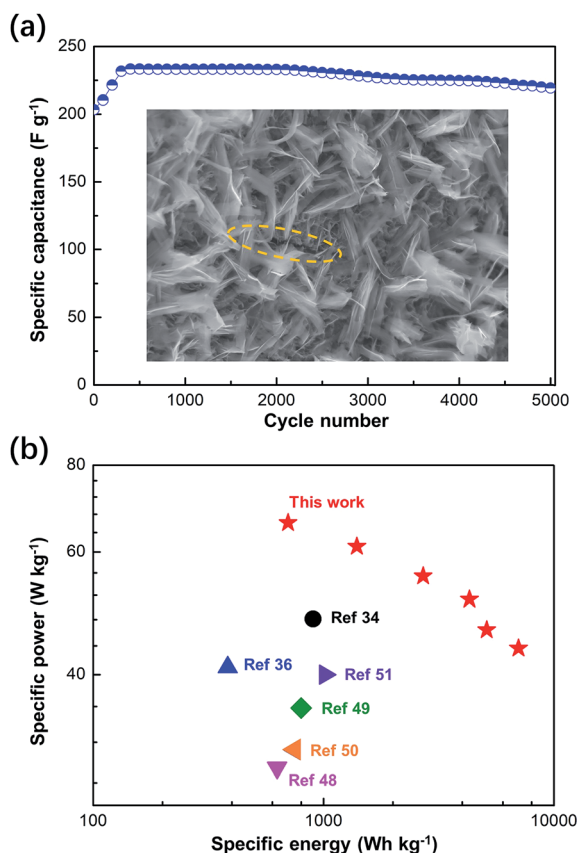 (a)
250
200
150
100
50
0
Specific capacitance (F g⁻¹)
0 1000 2000 3000 4000 5000
Cycle number
(b)
80
60
40
Specific power (W kg⁻¹)
This work
Ref 34
Ref 36
Ref 51
Ref 49
Ref 50
Ref 48
100 1000 10000
Specific energy (Wh kg⁻¹)